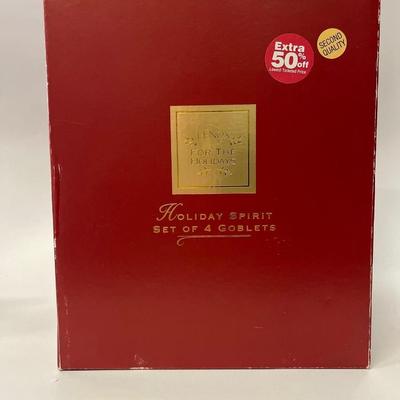 Extra
50% off
Lowest Ticketed Price
SECOND
QUALITY
LENOX
FOR THE
HOLIDAYS
HOLIDAY SPIRIT
SET OF 4 GOBLETS